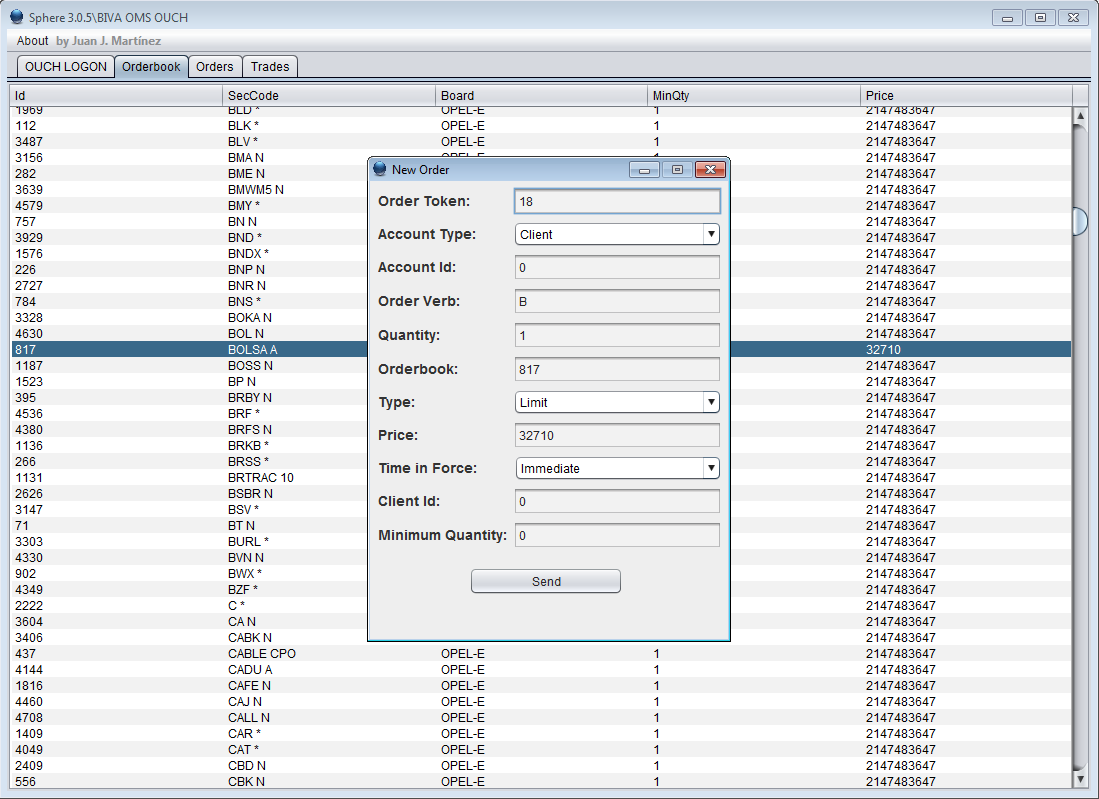 Sphere 3.0.5\BIVA OMS OUCH
About by Juan J. Martínez
OUCH LOGON Orderbook Orders Trades
Id SecCode Board MinQty Price
1969 BLD * OPEL-E 1 2147483647
112 BLK * OPEL-E 1 2147483647
3487 BLV * OPEL-E 1 2147483647
3156 BMA N OPEL-E 1 2147483647
282 BME N 2147483647
3639 BMWM5 N 2147483647
4579 BMY * 2147483647
757 BN N 2147483647
3929 BND * 2147483647
1576 BNDX * 2147483647
226 BNP N 2147483647
2727 BNR N 2147483647
784 BNS * 2147483647
3328 BOKA N 2147483647
4630 BOL N 2147483647
817 BOLSA A 32710
1187 BOSS N 2147483647
1523 BP N 2147483647
395 BRBY N 2147483647
4536 BRF * 2147483647
4380 BRFS N 2147483647
1136 BRKB * 2147483647
266 BRSS * 2147483647
1131 BRTRAC 10 2147483647
2626 BSBR N 2147483647
3147 BSV * 2147483647
71 BT N 2147483647
3303 BURL * 2147483647
4330 BVN N 2147483647
902 BWX * 2147483647
4349 BZF * 2147483647
2222 C * 2147483647
3604 CA N 2147483647
3406 CABK N 2147483647
437 CABLE CPO OPEL-E 1 2147483647
4144 CADU A OPEL-E 1 2147483647
1816 CAFE N OPEL-E 1 2147483647
4460 CAJ N OPEL-E 1 2147483647
4708 CALL N OPEL-E 1 2147483647
1409 CAR * OPEL-E 1 2147483647
4049 CAT * OPEL-E 1 2147483647
2409 CBD N OPEL-E 1 2147483647
556 CBK N OPEL-E 1 2147483647
New Order
Order Token: 18
Account Type: Client
Account Id: 0
Order Verb: B
Quantity: 1
Orderbook: 817
Type: Limit
Price: 32710
Time in Force: Immediate
Client Id: 0
Minimum Quantity: 0
Send